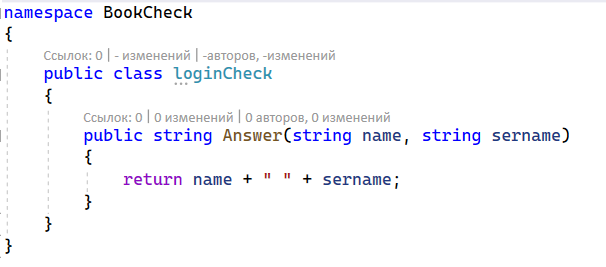 namespace BookCheck
{
Ссылок: 0 | - изменений | -авторов, -изменений
public class loginCheck
{
Ссылок: 0 | 0 изменений | 0 авторов, 0 изменений
public string Answer(string name, string sername)
{
return name + " " + sername;
}
}
}